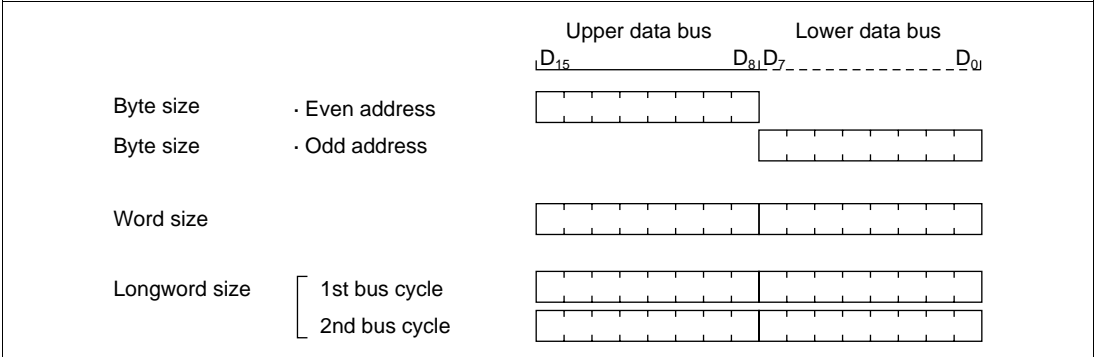 Upper data bus Lower data bus
D15 D8 D7 D0
Byte size · Even address
Byte size · Odd address
Word size
Longword size 1st bus cycle
2nd bus cycle